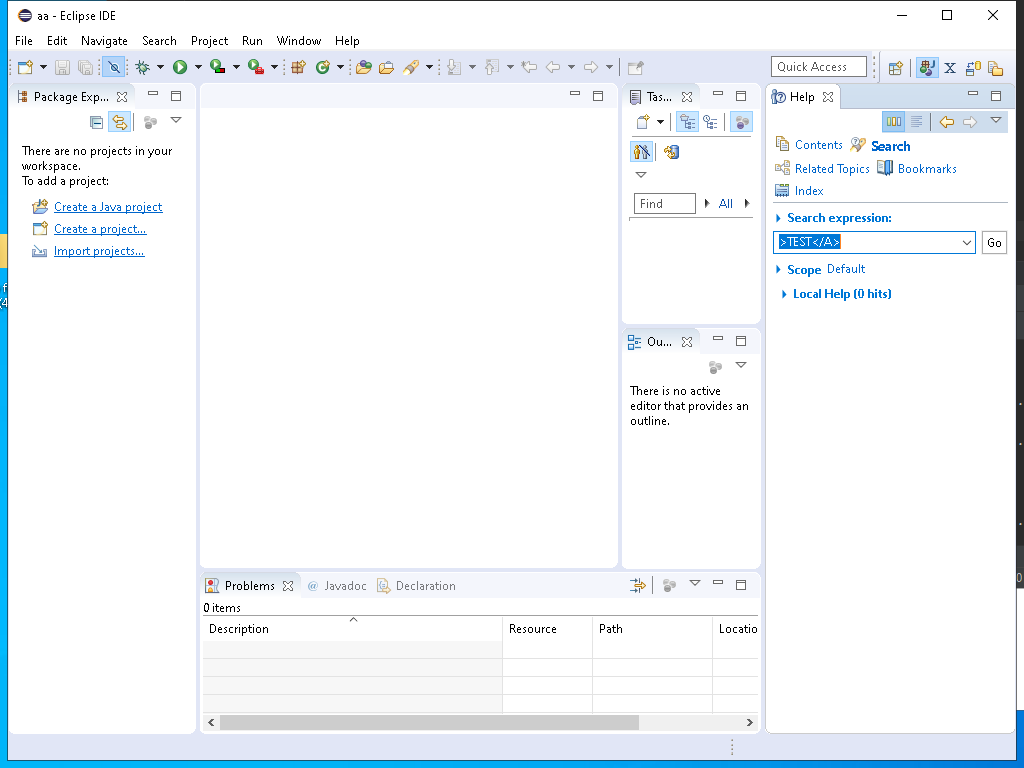 aa - Eclipse IDE
File Edit Navigate Search Project Run Window Help
Quick Access
Package Exp...
There are no projects in your
workspace.
To add a project:
Create a Java project
Create a project...
Import projects...
Tas...
Find
All
Ou...
There is no active
editor that provides an
outline.
Help
Contents Search
Related Topics Bookmarks
Index
Search expression:
>TEST</A>
Go
Scope Default
Local Help (0 hits)
Problems @ Javadoc Declaration
0 items
Description Resource Path Locatio